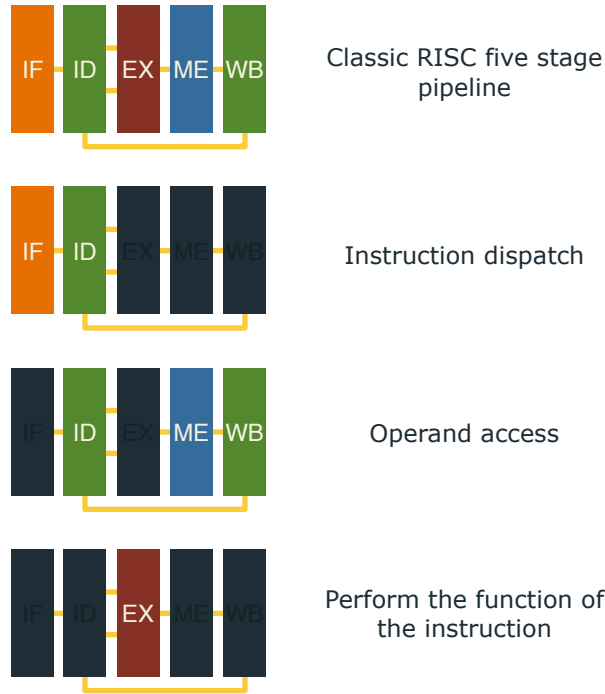 IF ID EX ME WB
Classic RISC five stage
pipeline
IF ID EX ME WB
Instruction dispatch
IF ID EX ME WB
Operand access
IF ID EX ME WB
Perform the function of
the instruction